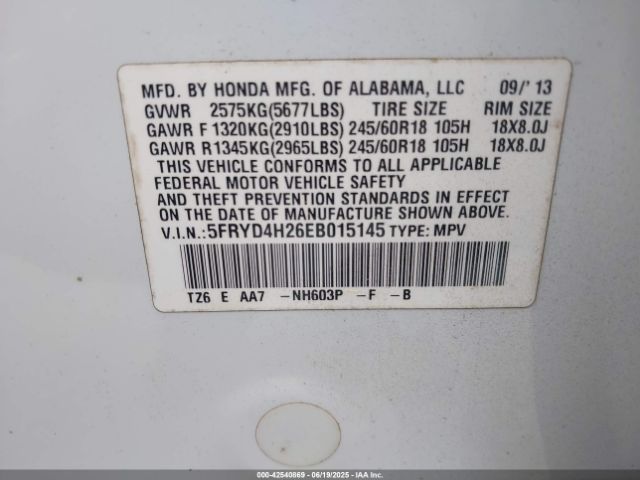 MFD. BY HONDA MFG. OF ALABAMA, LLC 09/'13
GVWR 2575KG(5677LBS) TIRE SIZE RIM SIZE
GAWR F 1320KG(2910LBS) 245/60R18 105H 18X8.0J
GAWR R1345KG(2965LBS) 245/60R18 105H 18X8.0J
THIS VEHICLE CONFORMS TO ALL APPLICABLE
FEDERAL MOTOR VEHICLE SAFETY
AND THEFT PREVENTION STANDARDS IN EFFECT
ON THE DATE OF MANUFACTURE SHOWN ABOVE.
V.I.N.:5FRYD4H26EB015145 TYPE: MPV
TZ6 E AA7 -NH603P -F -B
000-42540869 - 06/19/2025 - IAAI